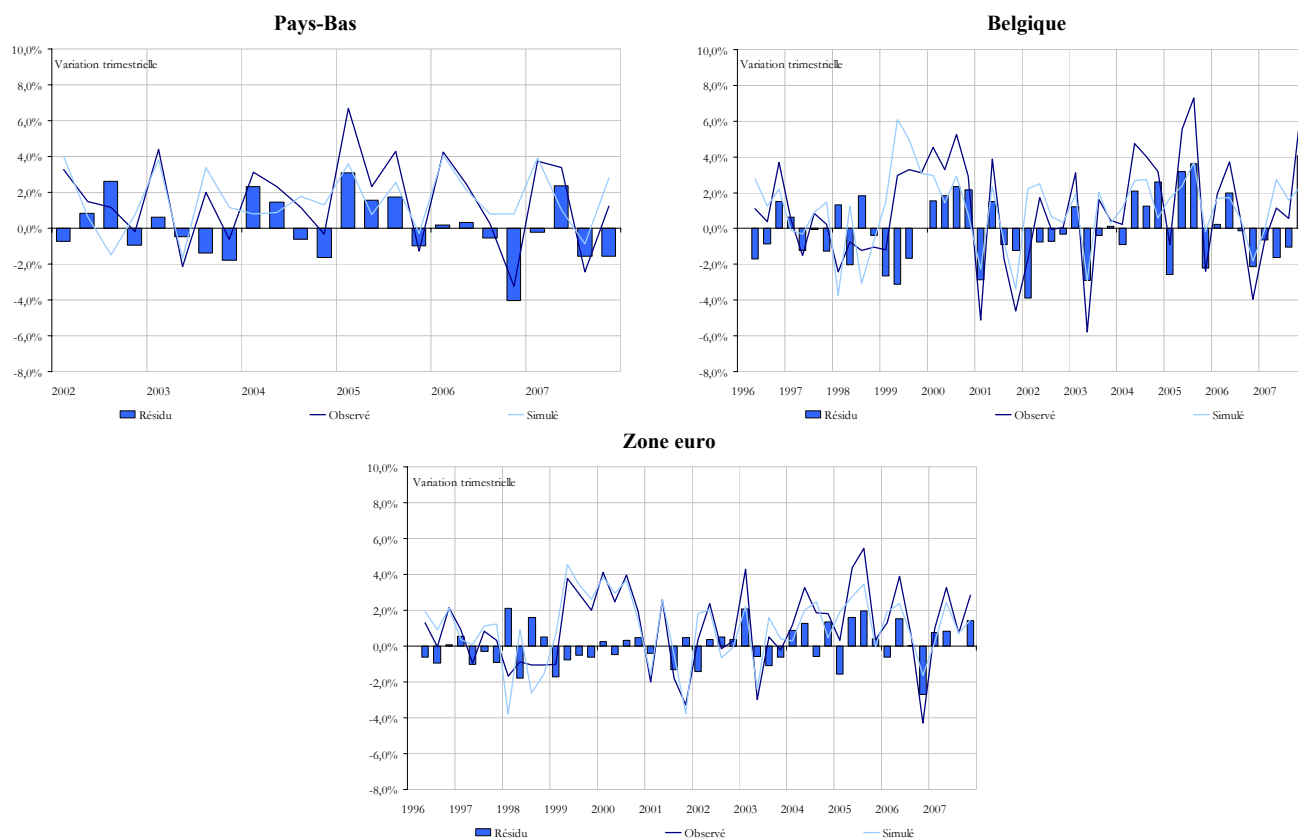 Pays-Bas
10,0%
Variation trimestrielle
8,0%
6,0%
4,0%
2,0%
0,0%
-2,0%
-4,0%
-6,0%
-8,0%
2002 2003 2004 2005 2006 2007
Résidu Observé Simulé
Belgique
10,0%
Variation trimestrielle
8,0%
6,0%
4,0%
2,0%
0,0%
-2,0%
-4,0%
-6,0%
-8,0%
1996 1997 1998 1999 2000 2001 2002 2003 2004 2005 2006 2007
Résidu Observé Simulé
Zone euro
10,0%
Variation trimestrielle
8,0%
6,0%
4,0%
2,0%
0,0%
-2,0%
-4,0%
-6,0%
-8,0%
1996 1997 1998 1999 2000 2001 2002 2003 2004 2005 2006 2007
Résidu Observé Simulé